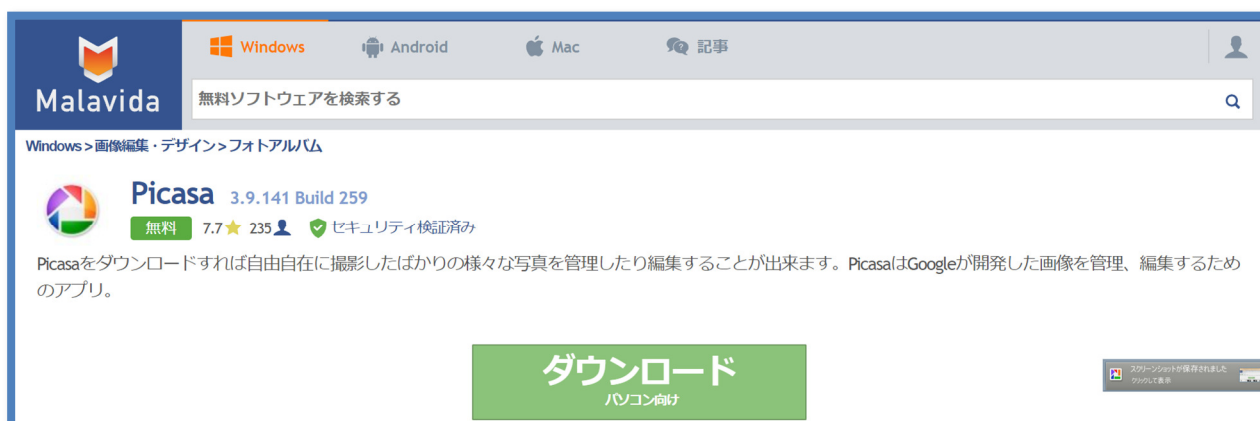 Windows Android Mac 記事
Malavida
無料ソフトウェアを検索する
Windows > 画像編集・デザイン > フォトアルバム
Picasa 3.9.141 Build 259
無料 7.7 235 セキュリティ検証済み
Picasaをダウンロードすれば自由自在に撮影したばかりの様々な写真を管理したり編集することが出来ます。PicasaはGoogleが開発した画像を管理、編集するため
のアプリ。
ダウンロード
パソコン向け
スクリーンショットが保存されました
クリックして表示